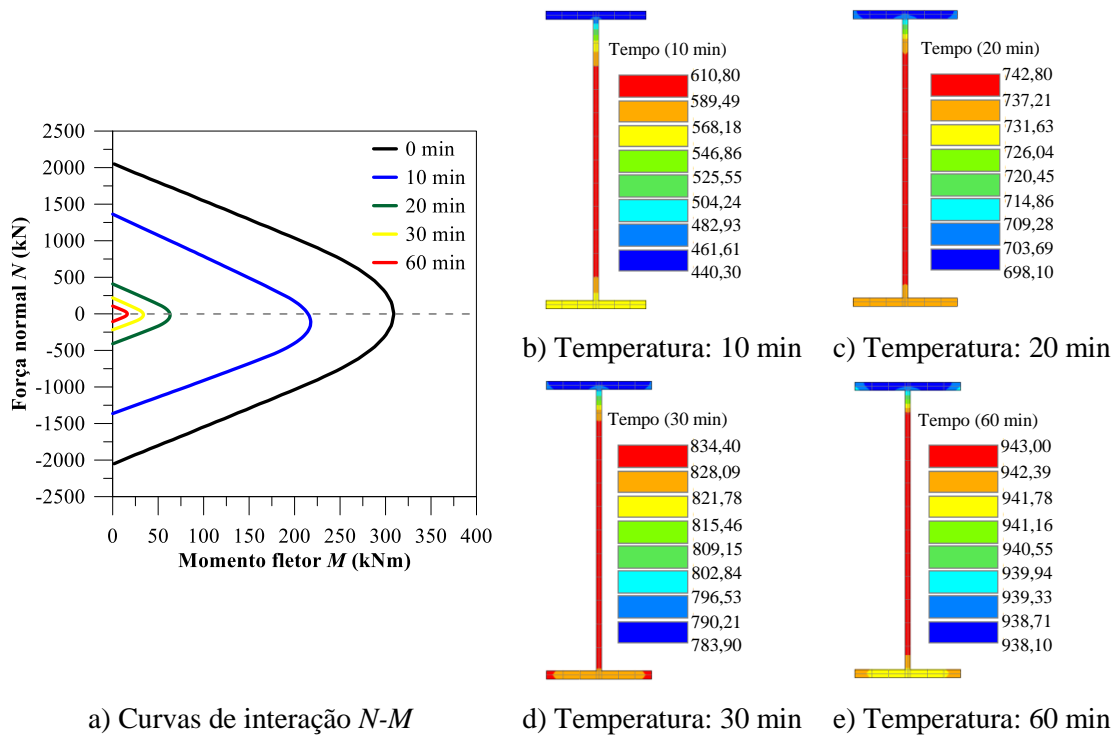 2500
2000
1500
1000
500
0
-500
-1000
-1500
-2000
-2500
Força normal N (kN)
0 min
10 min
20 min
30 min
60 min
0 50 100 150 200 250 300 350 400
Momento fletor M (kNm)
a) Curvas de interação N-M
Tempo (10 min)
610,80
589,49
568,18
546,86
525,55
504,24
482,93
461,61
440,30
b) Temperatura: 10 min
Tempo (20 min)
742,80
737,21
731,63
726,04
720,45
714,86
709,28
703,69
698,10
c) Temperatura: 20 min
Tempo (30 min)
834,40
828,09
821,78
815,46
809,15
802,84
796,53
790,21
783,90
d) Temperatura: 30 min
Tempo (60 min)
943,00
942,39
941,78
941,16
940,55
939,94
939,33
938,71
938,10
e) Temperatura: 60 min